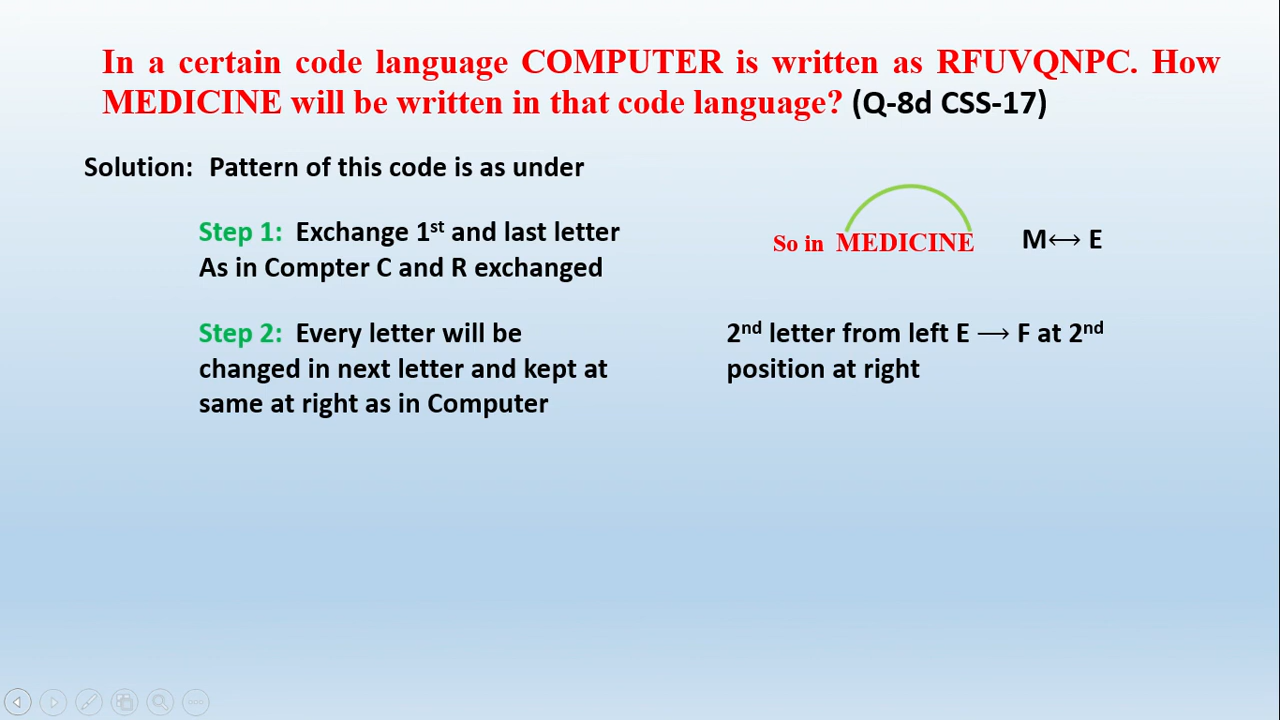 In a certain code language COMPUTER is written as RFUVQNPC. How
MEDICINE will be written in that code language? (Q-8d CSS-17)
Solution: Pattern of this code is as under
Step 1: Exchange 1st and last letter
As in Compter C and R exchanged
So in MEDICINE M⟷ E
Step 2: Every letter will be
changed in next letter and kept at
same at right as in Computer
2nd letter from left E ⟶ F at 2nd
position at right